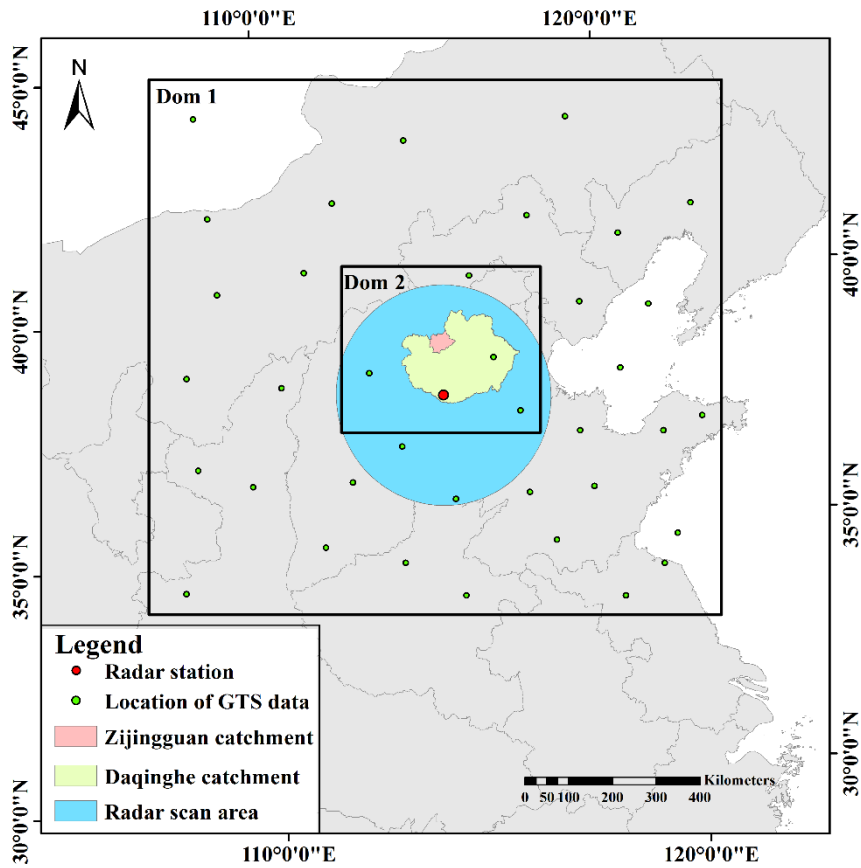 110°0'0"E 120°0'0"E
N
45°0'0"N
Dom 1
40°0'0"N
Dom 2
40°0'0"N
35°0'0"N
35°0'0"N
Legend
Radar station
Location of GTS data
Zijingguan catchment
Daqinghe catchment
Radar scan area
Kilometers
0 50 100 200 300 400
30°0'0"N
30°0'0"N
110°0'0"E 120°0'0"E